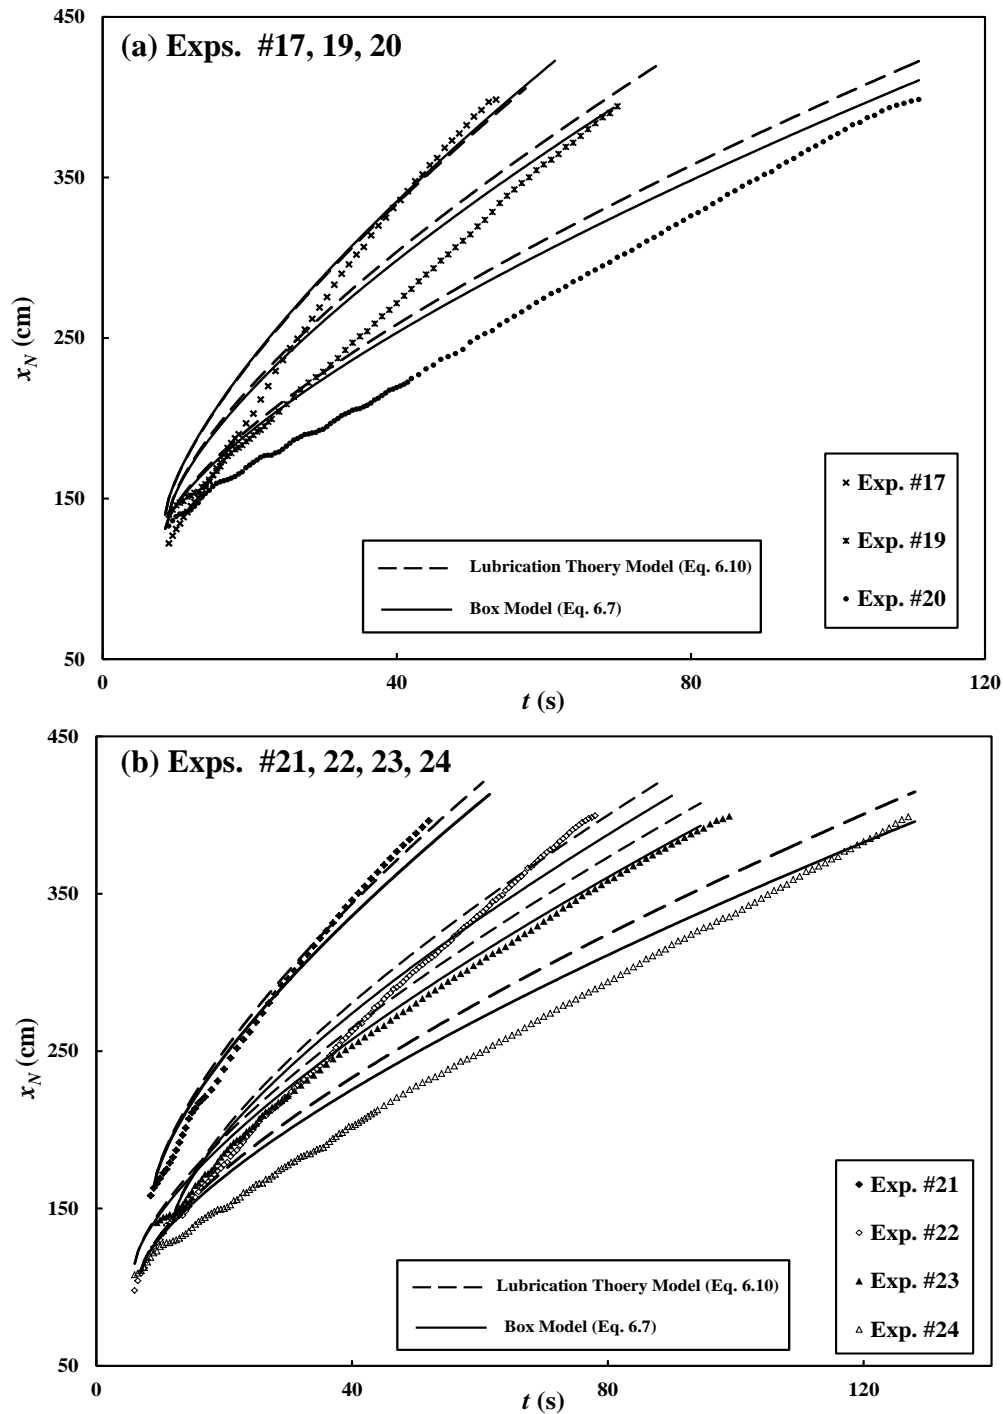 450
(a) Exps. #17, 19, 20
350
x_N (cm)
250
150
Exp. #17
Exp. #19
Exp. #20
Lubrication Thoery Model (Eq. 6.10)
Box Model (Eq. 6.7)
50
0
40
80
120
t (s)
450
(b) Exps. #21, 22, 23, 24
350
x_N (cm)
250
150
Exp. #21
Exp. #22
Exp. #23
Exp. #24
Lubrication Thoery Model (Eq. 6.10)
Box Model (Eq. 6.7)
50
0
40
80
120
t (s)